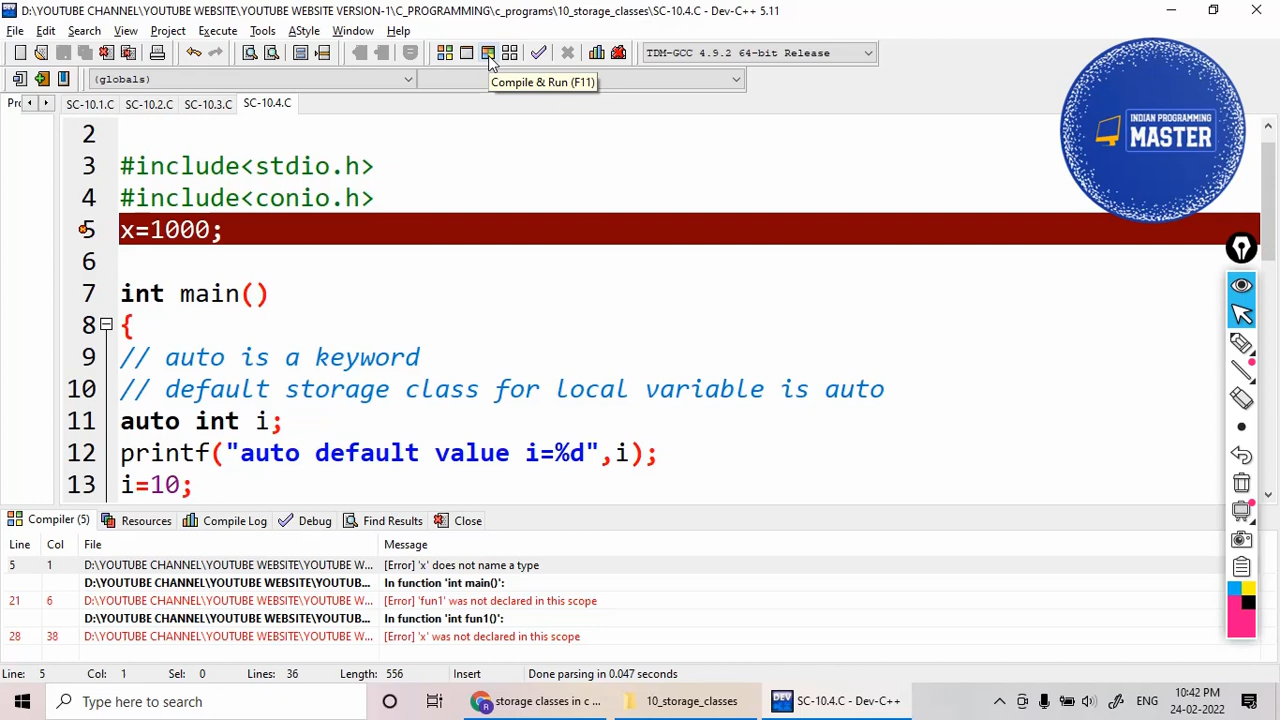 D:\YOUTUBE CHANNEL\YOUTUBE WEBSITE\YOUTUBE WEBSITE VERSION-1\C_PROGRAMMING\c_programs\10_storage_classes\SC-10.4.C - Dev-C++ 5.11
File Edit Search View Project Execute Tools AStyle Window Help
TDM-GCC 4.9.2 64-bit Release
(globals)
Compile & Run (F11)
Pr SC-10.1.C SC-10.2.C SC-10.3.C SC-10.4.C
INDIAN PROGRAMMING
MASTER
2
3 #include<stdio.h>
4 #include<conio.h>
5 x=1000;
6
7 int main()
8 {
9 // auto is a keyword
10 // default storage class for local variable is auto
11 auto int i;
12 printf("auto default value i=%d",i);
13 i=10;
Compiler (5) Resources Compile Log Debug Find Results Close
Line Col File Message
5 1 D:\YOUTUBE CHANNEL\YOUTUBE WEBSITE\YOUTUBE W... [Error] 'x' does not name a type
D:\YOUTUBE CHANNEL\YOUTUBE WEBSITE\YOUTUB... In function 'int main()':
21 6 D:\YOUTUBE CHANNEL\YOUTUBE WEBSITE\YOUTUBE W... [Error] 'fun1' was not declared in this scope
D:\YOUTUBE CHANNEL\YOUTUBE WEBSITE\YOUTUB... In function 'int fun1()':
28 38 D:\YOUTUBE CHANNEL\YOUTUBE WEBSITE\YOUTUBE W... [Error] 'x' was not declared in this scope
Line: 5 Col: 1 Sel: 0 Lines: 36 Length: 556 Insert Done parsing in 0.047 seconds
Type here to search
storage classes in c ...
10_storage_classes
SC-10.4.C - Dev-C++
ENG
10:42 PM
24-02-2022